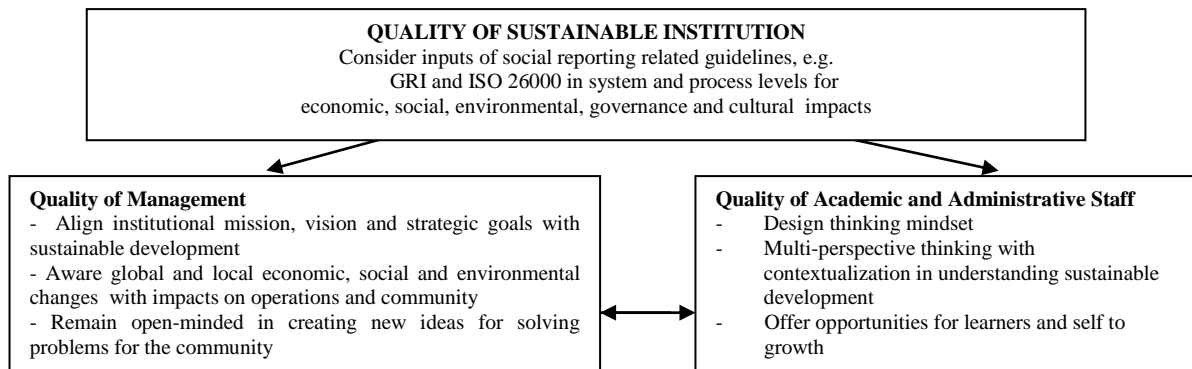 QUALITY OF SUSTAINABLE INSTITUTION
Consider inputs of social reporting related guidelines, e.g.
GRI and ISO 26000 in system and process levels for
economic, social, environmental, governance and cultural impacts
Quality of Management
- Align institutional mission, vision and strategic goals with
sustainable development
- Aware global and local economic, social and environmental
changes with impacts on operations and community
- Remain open-minded in creating new ideas for solving
problems for the community
Quality of Academic and Administrative Staff
- Design thinking mindset
- Multi-perspective thinking with
contextualization in understanding sustainable
development
- Offer opportunities for learners and self to
growth